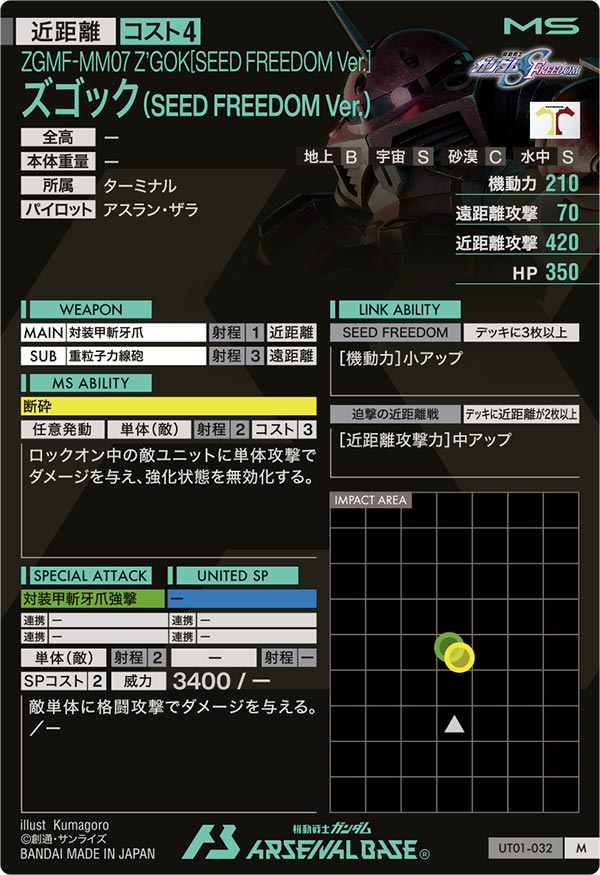 近距離 コスト4 MS
ZGMF-MM07 Z'GOK[SEED FREEDOM Ver.]
ズゴック(SEED FREEDOM Ver.)
機動戦士 ガンダム SEED FREEDOM
全高 ー
本体重量 ー
所属 ターミナル
パイロット アスラン・ザラ
地上 B 宇宙 S 砂漠 C 水中 S
機動力 210
遠距離攻撃 70
近距離攻撃 420
HP 350
WEAPON
MAIN 対装甲斬牙爪 射程 1 近距離
SUB 重粒子力線砲 射程 3 遠距離
MS ABILITY
断砕
任意発動 単体(敵) 射程 2 コスト 3
ロックオン中の敵ユニットに単体攻撃で
ダメージを与え、強化状態を無効化する。
LINK ABILITY
SEED FREEDOM デッキに3枚以上
[機動力]小アップ
迫撃の近距離戦 デッキに近距離が2枚以上
[近距離攻撃力]中アップ
IMPACT AREA
SPECIAL ATTACK UNITED SP
対装甲斬牙爪強撃 ー
連携 ー 連携 ー
連携 ー 連携 ー
単体(敵) 射程 2 ー 射程 ー
SPコスト 2 威力 3400 / ー
敵単体に格闘攻撃でダメージを与える。
/ー
illust Kumagoro
©創通・サンライズ
BANDAI MADE IN JAPAN
機動戦士ガンダム
ARSENAL BASE®
UT01-032 M